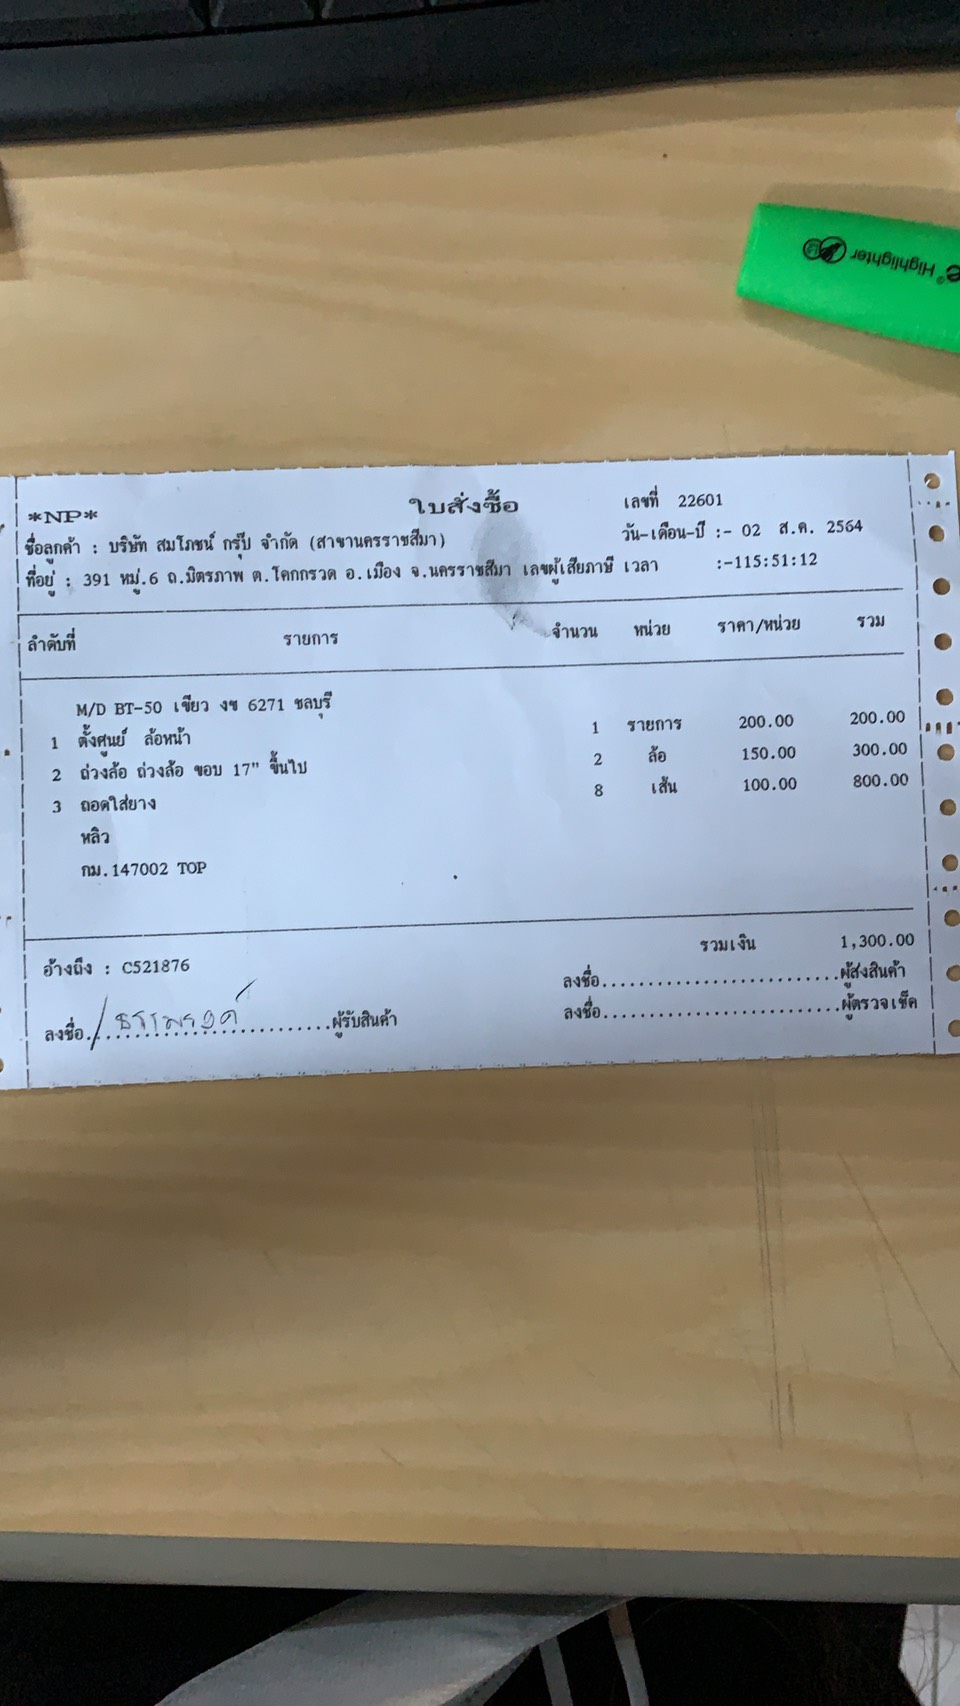 e® Highlighter
*NP*
ใบสั่งซื้อ
เลขที่ 22601
ชื่อลูกค้า : บริษัท สมโภชน์ กรุ๊ป จำกัด (สาขานครราชสีมา)
วัน-เดือน-ปี :- 02 ส.ค. 2564
ที่อยู่ : 391 หมู่.6 ถ.มิตรภาพ ต.โคกกรวด อ.เมือง จ.นครราชสีมา เลขผู้เสียภาษี เวลา :-115:51:12
ลำดับที่ รายการ จำนวน หน่วย ราคา/หน่วย รวม
M/D BT-50 เขียว งข 6271 ชลบุรี
1 ตั้งศูนย์ ล้อหน้า 1 รายการ 200.00 200.00
2 ถ่วงล้อ ถ่วงล้อ ขอบ 17" ขึ้นไป 2 ล้อ 150.00 300.00
3 ถอดใส่ยาง 8 เส้น 100.00 800.00
หลิว
กม.147002 TOP
รวมเงิน 1,300.00
อ้างถึง : C521876
ลงชื่อ..........................ผู้ส่งสินค้า
ลงชื่อ..........................ผู้รับสินค้า
ลงชื่อ..........................ผู้ตรวจเช็ค